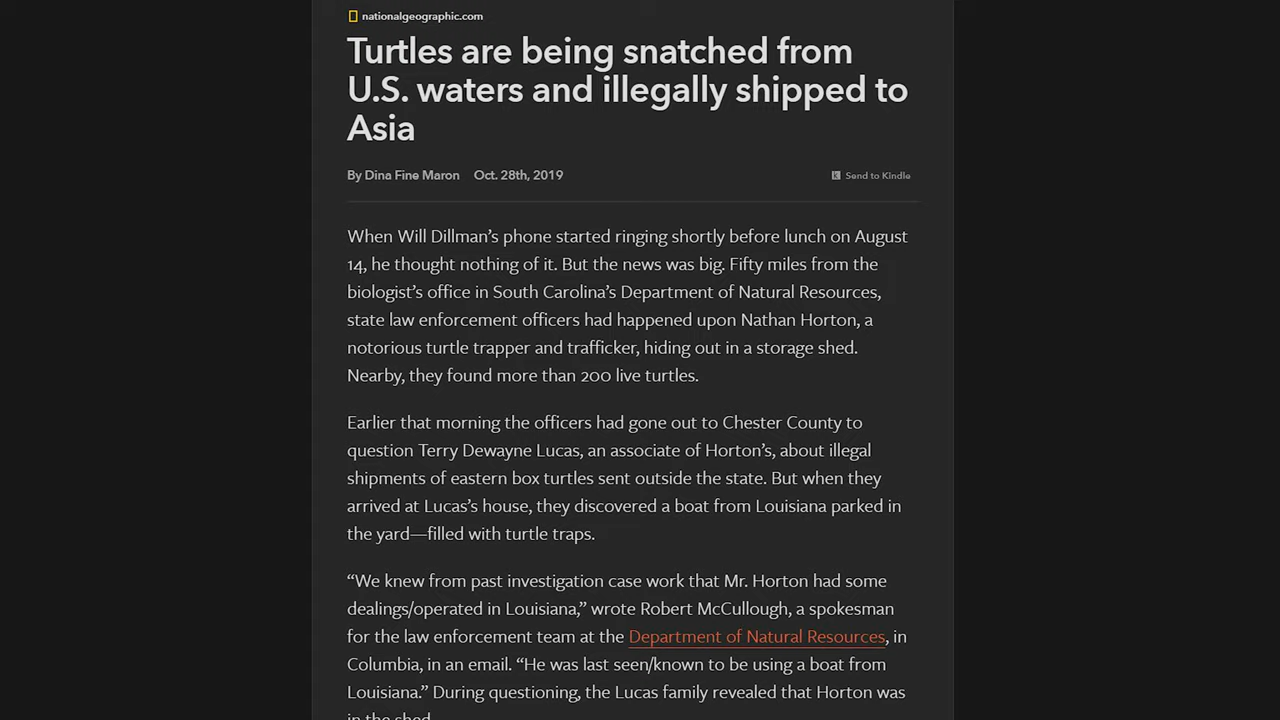 nationalgeographic.com
Turtles are being snatched from
U.S. waters and illegally shipped to
Asia
By Dina Fine Maron Oct. 28th, 2019
Send to Kindle
When Will Dillman’s phone started ringing shortly before lunch on August
14, he thought nothing of it. But the news was big. Fifty miles from the
biologist’s office in South Carolina’s Department of Natural Resources,
state law enforcement officers had happened upon Nathan Horton, a
notorious turtle trapper and trafficker, hiding out in a storage shed.
Nearby, they found more than 200 live turtles.
Earlier that morning the officers had gone out to Chester County to
question Terry Dewayne Lucas, an associate of Horton’s, about illegal
shipments of eastern box turtles sent outside the state. But when they
arrived at Lucas’s house, they discovered a boat from Louisiana parked in
the yard—filled with turtle traps.
“We knew from past investigation case work that Mr. Horton had some
dealings/operated in Louisiana,” wrote Robert McCullough, a spokesman
for the law enforcement team at the Department of Natural Resources, in
Columbia, in an email. “He was last seen/known to be using a boat from
Louisiana.” During questioning, the Lucas family revealed that Horton was
in the shed